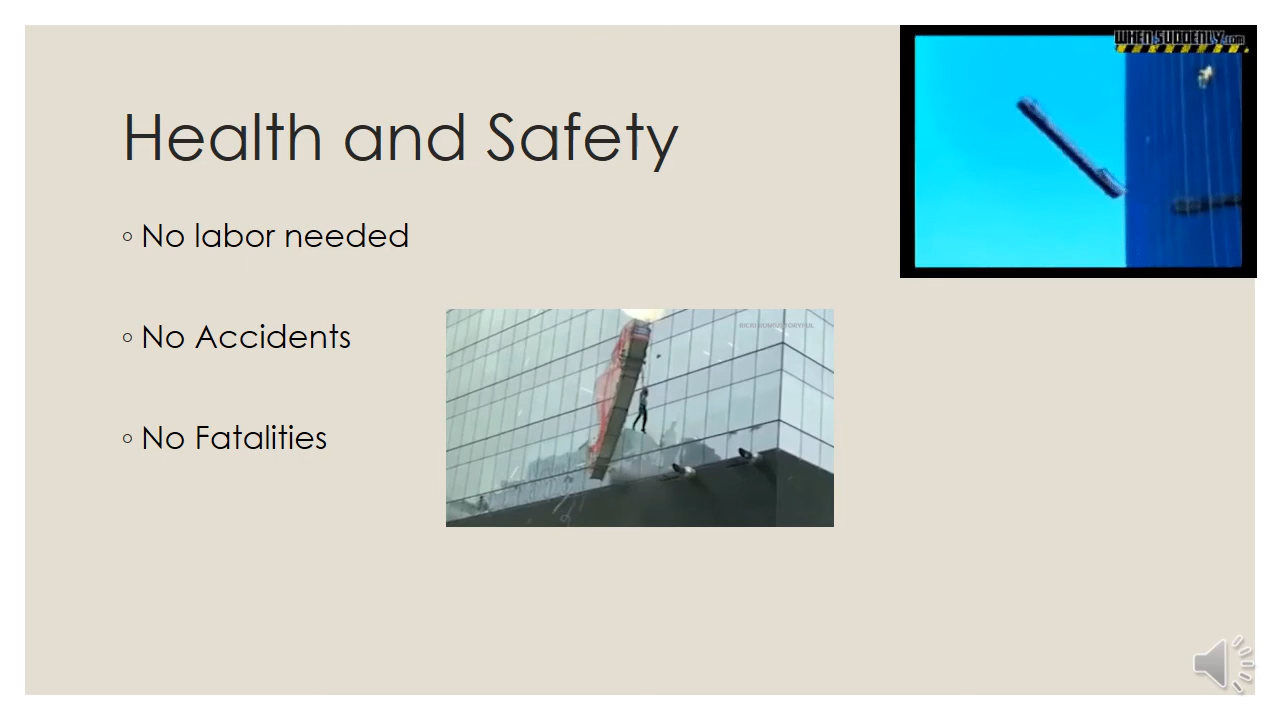 Health and Safety
WHEN SUDDENLY.com
◦ No labor needed
◦ No Accidents
◦ No Fatalities